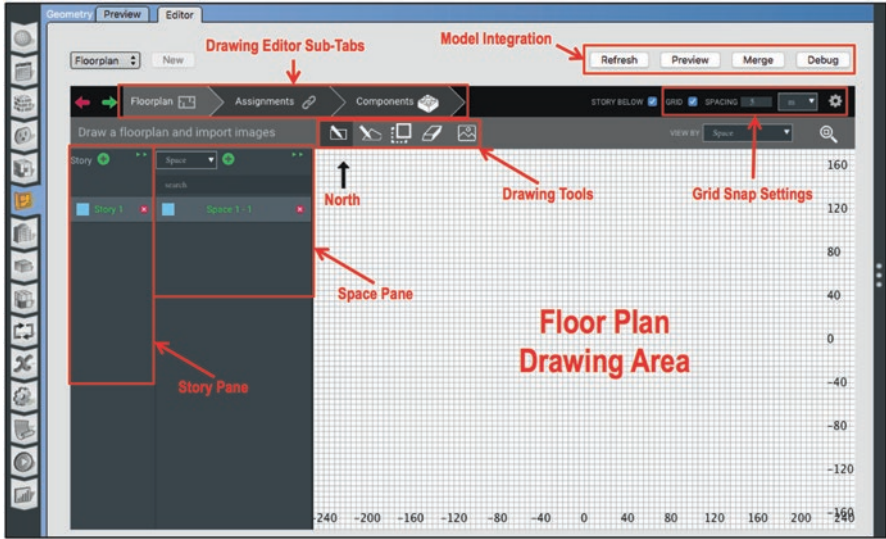 Geometry Preview Editor
Drawing Editor Sub-Tabs
Model Integration
Floorplan New
Refresh Preview Merge Debug
Floorplan Assignments Components
STORY BELOW GRID SPACING 5 m
Draw a floorplan and import images
VIEW BY Space
Story Space
search
North
Drawing Tools
Grid Snap Settings
Story 1 Space 1 - 1
Space Pane
Story Pane
Floor Plan
Drawing Area
160
120
80
40
0
-40
-80
-120
-160
-240 -200 -160 -120 -80 -40 0 40 80 120 160 200 240